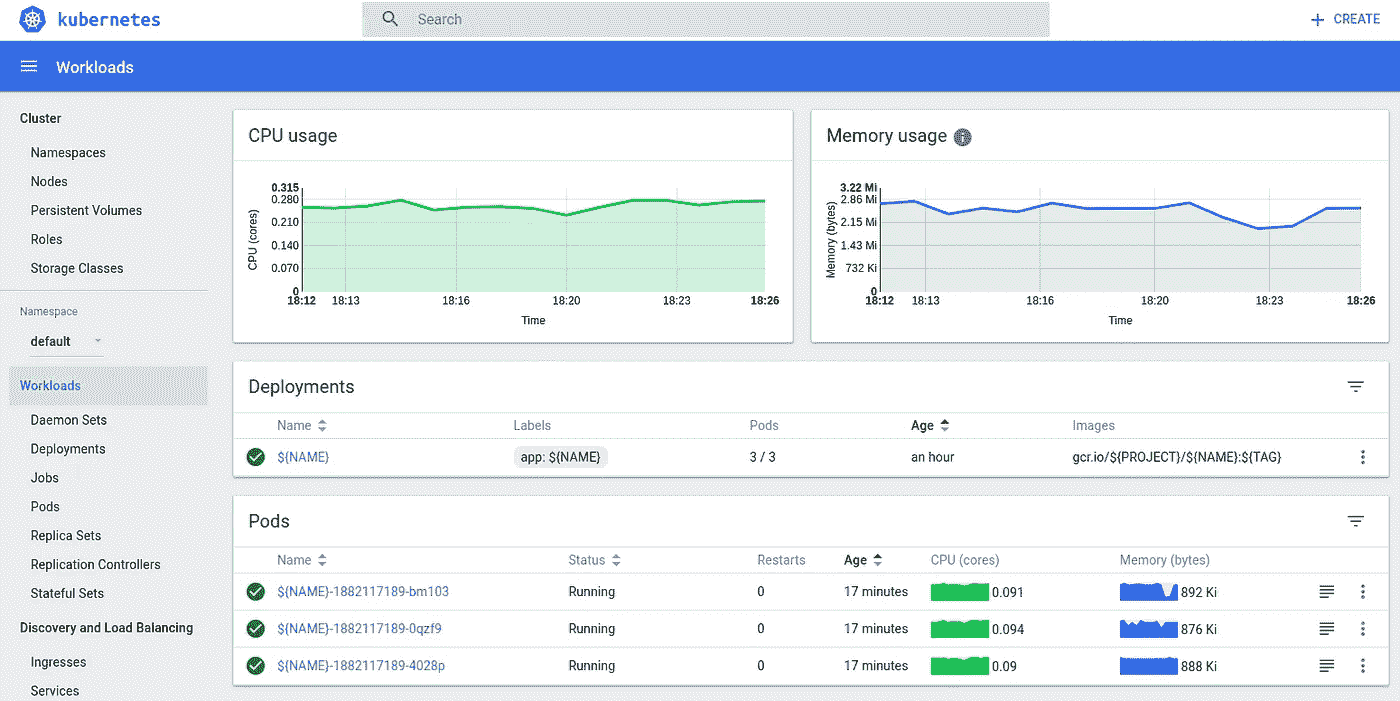 kubernetes
Search
+ CREATE
Workloads
Cluster
Namespaces
Nodes
Persistent Volumes
Roles
Storage Classes
Namespace
default
Workloads
Daemon Sets
Deployments
Jobs
Pods
Replica Sets
Replication Controllers
Stateful Sets
Discovery and Load Balancing
Ingresses
Services
CPU usage
CPU (cores)
0.315
0.280
0.210
0.140
0.070
0
18:12 18:13 18:16 18:20 18:23 18:26
Time
Memory usage
Memory (bytes)
3.22 Mi
2.86 Mi
2.15 Mi
1.43 Mi
732 Ki
0
18:12 18:13 18:16 18:20 18:23 18:26
Time
Deployments
Name Labels Pods Age Images
${NAME} app: ${NAME} 3 / 3 an hour gcr.io/${PROJECT}/${NAME}:${TAG}
Pods
Name Status Restarts Age CPU (cores) Memory (bytes)
${NAME}-1882117189-bm103 Running 0 17 minutes 0.091 892 Ki
${NAME}-1882117189-0qzf9 Running 0 17 minutes 0.094 876 Ki
${NAME}-1882117189-4028p Running 0 17 minutes 0.09 888 Ki